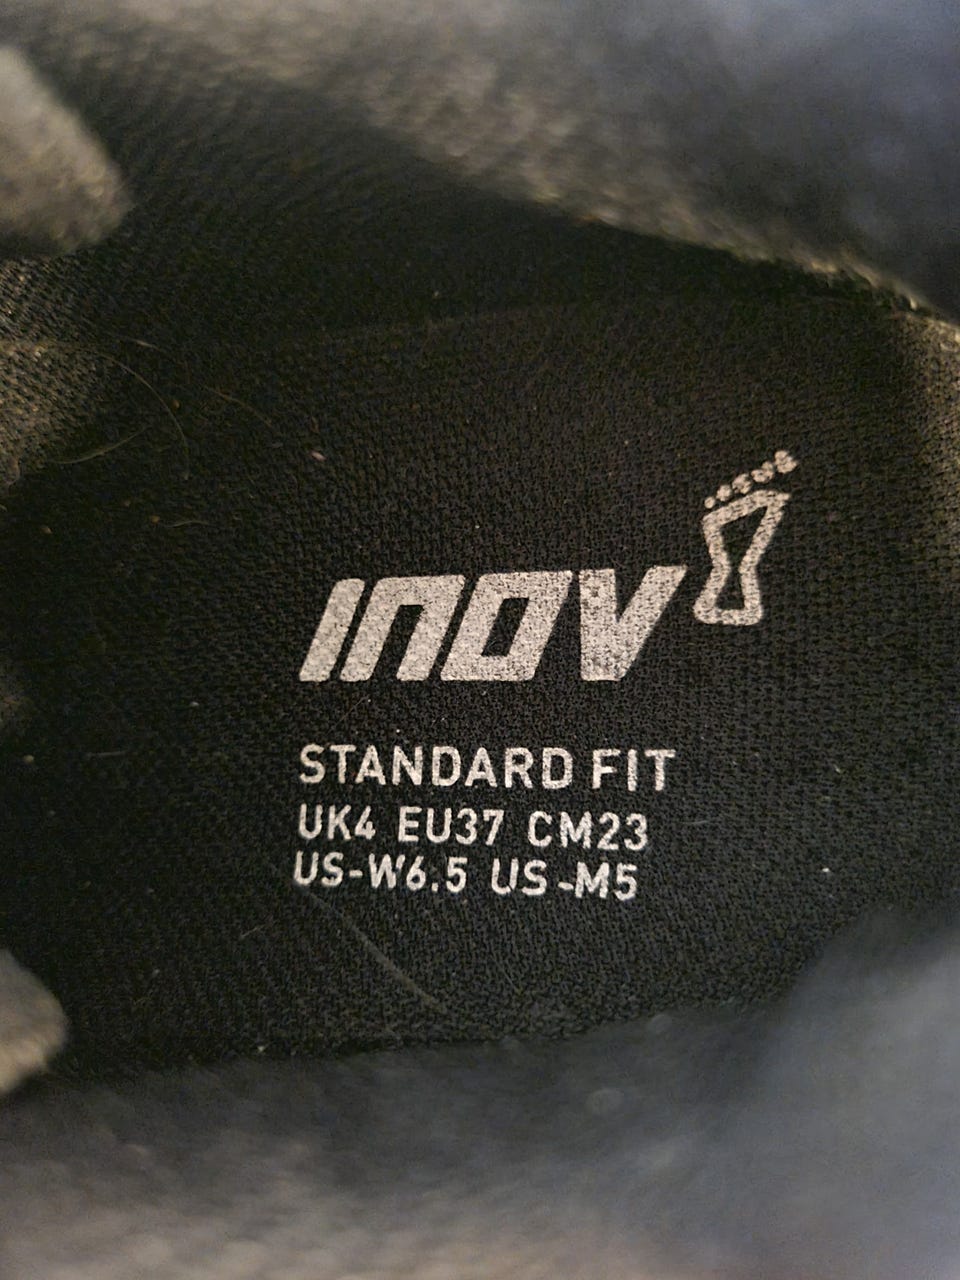 INOV
STANDARD FIT
UK4 EU37 CM23
US-W6.5 US-M5